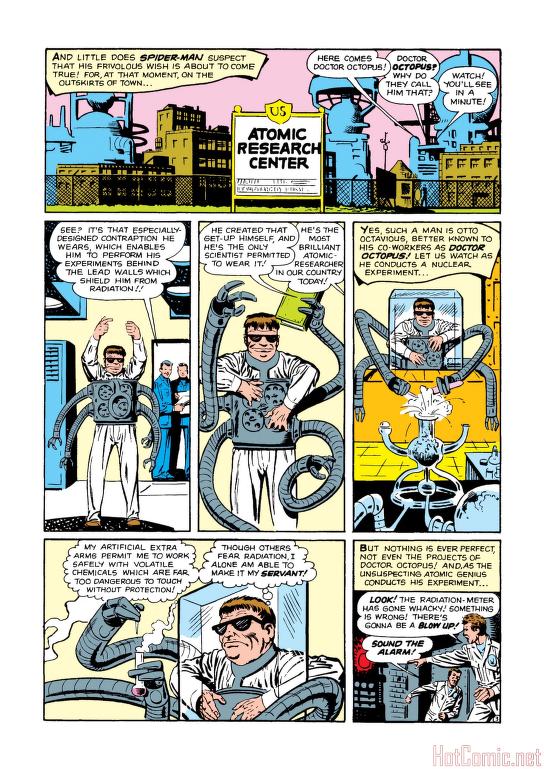 AND LITTLE DOES SPIDER-MAN SUSPECT
THAT HIS FRIVOLOUS WISH IS ABOUT TO COME
TRUE! FOR, AT THAT MOMENT, ON THE
OUTSKIRTS OF TOWN...
HERE COMES
DOCTOR OCTOPUS!
DOCTOR
OCTOPUS?
WHY DO
THEY CALL
HIM THAT?
WATCH!
YOU'LL SEE
IN A
MINUTE!
US
ATOMIC
RESEARCH
CENTER
SEE? IT'S THAT ESPECIALLY-
DESIGNED CONTRAPTION HE
WEARS, WHICH ENABLES
HIM TO PERFORM HIS
EXPERIMENTS BEHIND
THE LEAD WALLS WHICH
SHIELD HIM FROM
RADIATION!!
HE CREATED THAT
GET-UP HIMSELF, AND
HE'S THE ONLY
SCIENTIST PERMITTED
TO WEAR IT!
HE'S THE
MOST
BRILLIANT
ATOMIC-
RESEARCHER
IN OUR COUNTRY
TODAY!
YES, SUCH A MAN IS OTTO
OCTAVIOUS, BETTER KNOWN TO
HIS CO-WORKERS AS DOCTOR
OCTOPUS! LET US WATCH AS
HE CONDUCTS A NUCLEAR
EXPERIMENT...
MY ARTIFICIAL EXTRA
ARMS PERMIT ME TO WORK
SAFELY WITH VOLATILE
CHEMICALS WHICH ARE FAR
TOO DANGEROUS TO TOUCH
WITHOUT PROTECTION!
THOUGH OTHERS
FEAR RADIATION, I
ALONE AM ABLE TO
MAKE IT MY SERVANT!
BUT NOTHING IS EVER PERFECT,
NOT EVEN THE PROJECTS OF
DOCTOR OCTOPUS! AND, AS THE
UNSUSPECTING ATOMIC GENIUS
CONDUCTS HIS EXPERIMENT...
LOOK! THE RADIATION-METER
HAS GONE WHACKY! SOMETHING
IS WRONG! THERE'S
GONNA BE A BLOW UP!
SOUND THE
ALARM!
3
HotComic.net